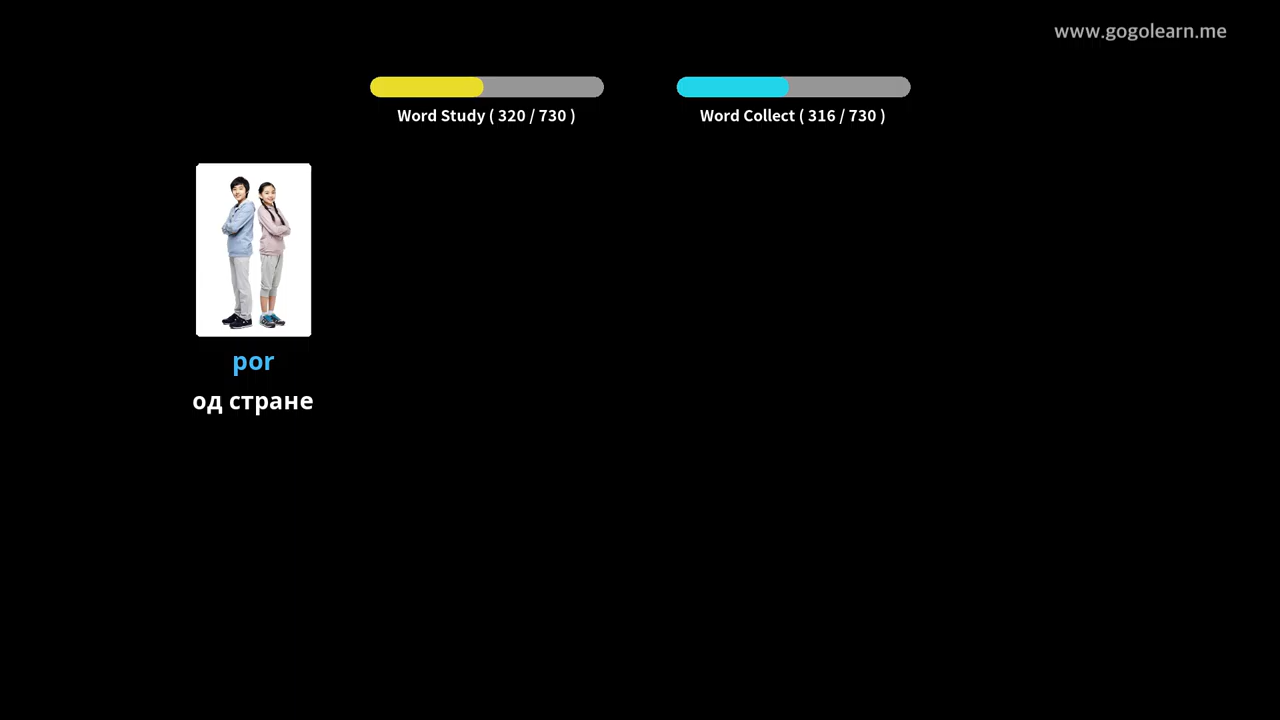 www.gogolearn.me
Word Study ( 320 / 730 )
Word Collect ( 316 / 730 )
por
од стране